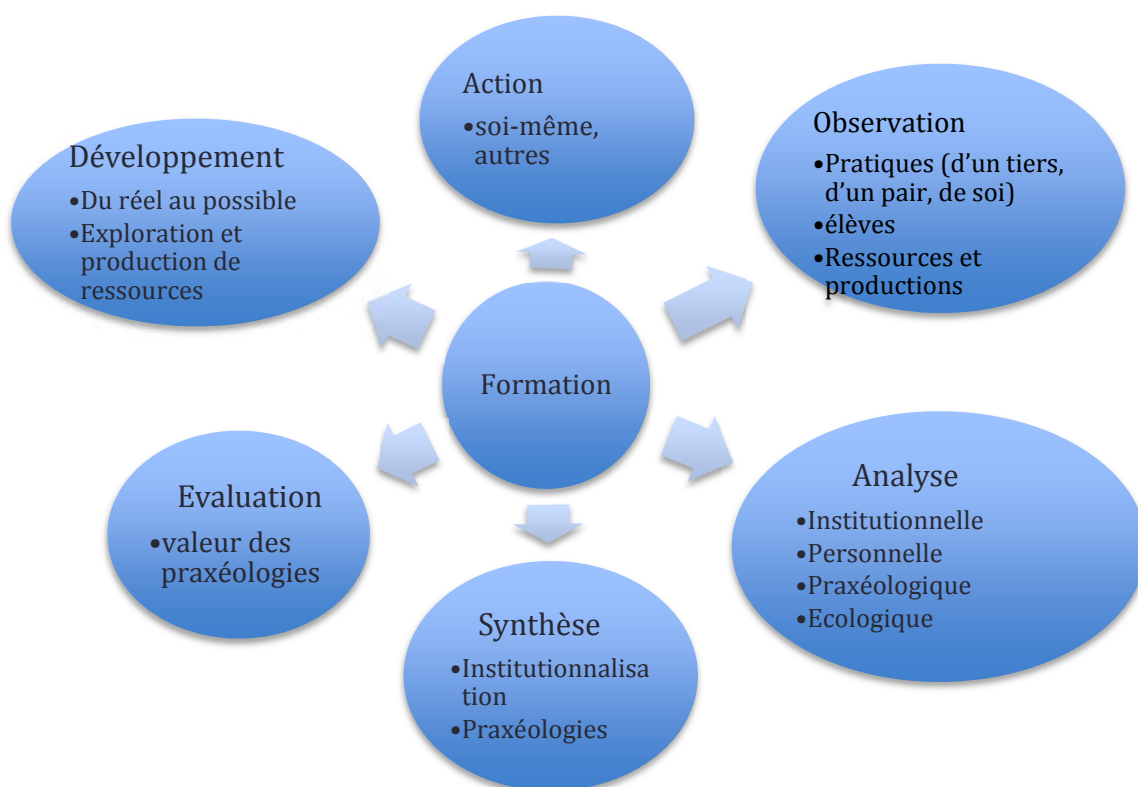 Action
•soi-même,
autres
Observation
•Pratiques (d’un tiers,
d’un pair, de soi)
•élèves
•Ressources et
productions
Analyse
•Institutionnelle
•Personnelle
•Praxéologique
•Ecologique
Synthèse
•Institutionnalisa
tion
•Praxéologies
Evaluation
•valeur des
praxéologies
Développement
•Du réel au possible
•Exploration et
production de
ressources
Formation